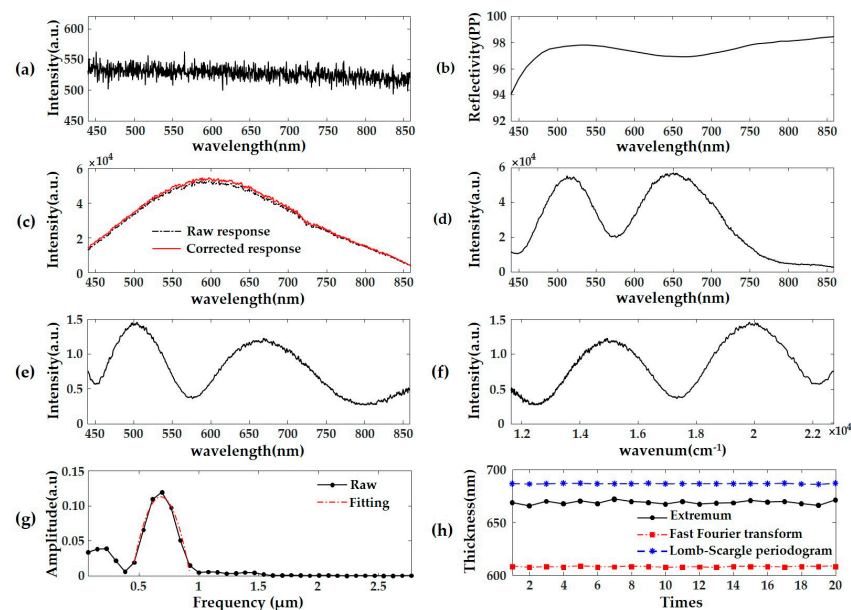 (a)
Intensity(a.u.)
600
550
500
450
450 500 550 600 650 700 750 800 850
wavelength(nm)
(b)
Reflectivity(PP)
100
98
96
94
92
450 500 550 600 650 700 750 800 850
wavelength(nm)
(c)
Intensity(a.u.)
×10⁴
6
4
2
0
Raw response
Corrected response
450 500 550 600 650 700 750 800 850
wavelength(nm)
(d)
Intensity(a.u.)
×10⁴
6
4
2
0
450 500 550 600 650 700 750 800 850
wavelength(nm)
(e)
Intensity(a.u.)
1.5
1.0
0.5
0
450 500 550 600 650 700 750 800 850
wavelength(nm)
(f)
Intensity(a.u.)
1.5
1.0
0.5
0
1.2 1.4 1.6 1.8 2 2.2
×10⁴
wavenum(cm⁻¹)
(g)
Amplitude(a.u)
0.15
0.10
0.05
0
Raw
Fitting
0.5 1 1.5 2 2.5
Frequency (μm)
(h)
Thickness(nm)
700
650
600
Extremum
Fast Fourier transform
Lomb-Scargle periodogram
2 4 6 8 10 12 14 16 18 20
Times